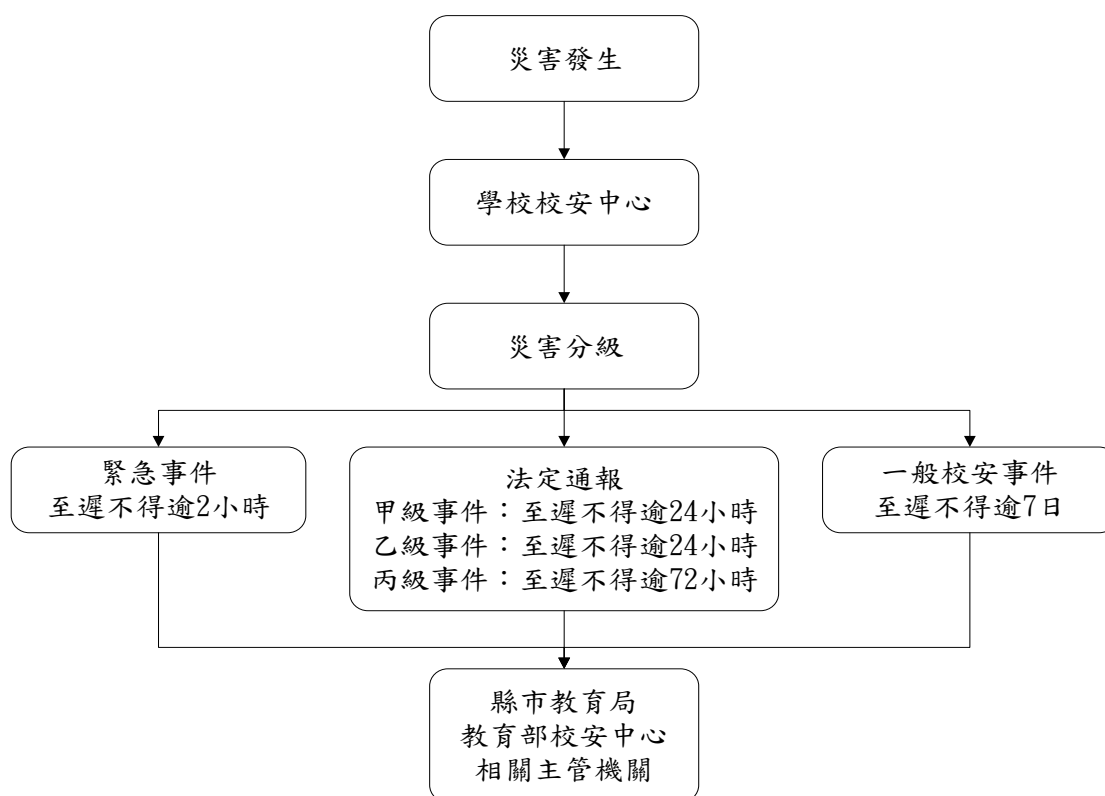 災害發生
學校校安中心
災害分級
緊急事件
至遲不得逾2小時
法定通報
甲級事件：至遲不得逾24小時
乙級事件：至遲不得逾24小時
丙級事件：至遲不得逾72小時
一般校安事件
至遲不得逾7日
縣市教育局
教育部校安中心
相關主管機關